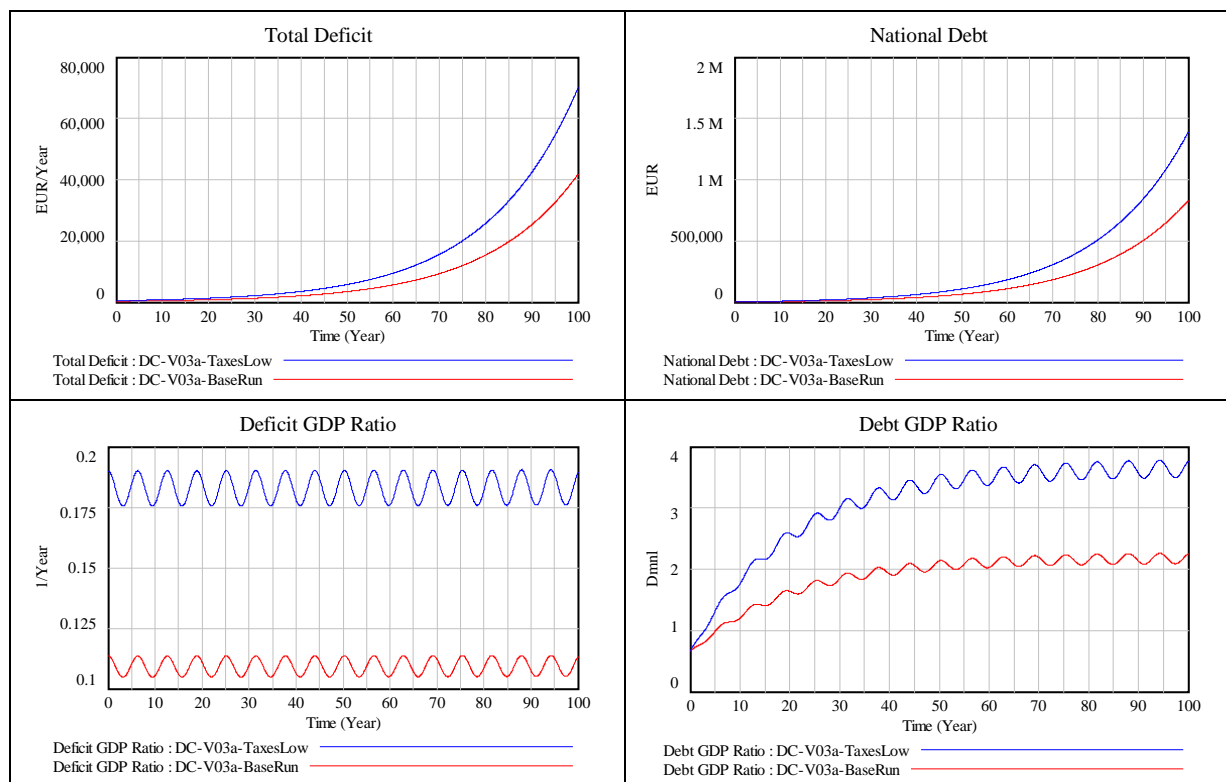 Total Deficit
80,000
60,000
40,000
20,000
0
EUR/Year
0 10 20 30 40 50 60 70 80 90 100
Time (Year)
Total Deficit : DC-V03a-TaxesLow
Total Deficit : DC-V03a-BaseRun
National Debt
2 M
1.5 M
1 M
500,000
0
EUR
0 10 20 30 40 50 60 70 80 90 100
Time (Year)
National Debt : DC-V03a-TaxesLow
National Debt : DC-V03a-BaseRun
Deficit GDP Ratio
0.2
0.175
0.15
0.125
0.1
1/Year
0 10 20 30 40 50 60 70 80 90 100
Time (Year)
Deficit GDP Ratio : DC-V03a-TaxesLow
Deficit GDP Ratio : DC-V03a-BaseRun
Debt GDP Ratio
4
3
2
1
0
Dmnl
0 10 20 30 40 50 60 70 80 90 100
Time (Year)
Debt GDP Ratio : DC-V03a-TaxesLow
Debt GDP Ratio : DC-V03a-BaseRun